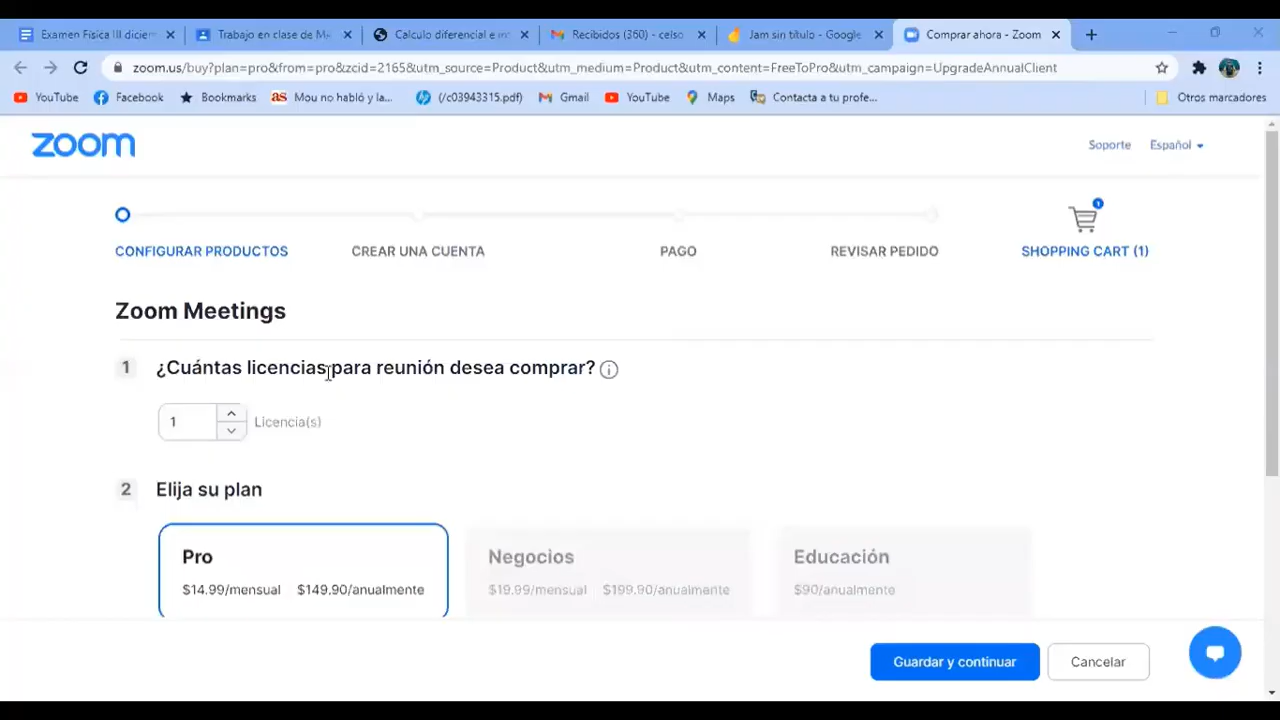 Examen Física III diciem
Trabajo en clase de Ma
Calculo diferencial e int
Recibidos (360) - celso
Jam sin título - Google
Comprar ahora - Zoom
zoom.us/buy?plan=pro&from=pro&zcid=2165&utm_source=Product&utm_medium=Product&utm_content=FreeToPro&utm_campaign=UpgradeAnnualClient
YouTube
Facebook
Bookmarks
as Mou no habló y la...
(/c03943315.pdf)
Gmail
YouTube
Maps
Contacta a tu profe...
Otros marcadores
zoom
Soporte
Español
1
CONFIGURAR PRODUCTOS
CREAR UNA CUENTA
PAGO
REVISAR PEDIDO
SHOPPING CART (1)
Zoom Meetings
1 ¿Cuántas licencias para reunión desea comprar?
1 Licencia(s)
2 Elija su plan
Pro
$14.99/mensual $149.90/anualmente
Negocios
$19.99/mensual $199.90/anualmente
Educación
$90/anualmente
Guardar y continuar
Cancelar